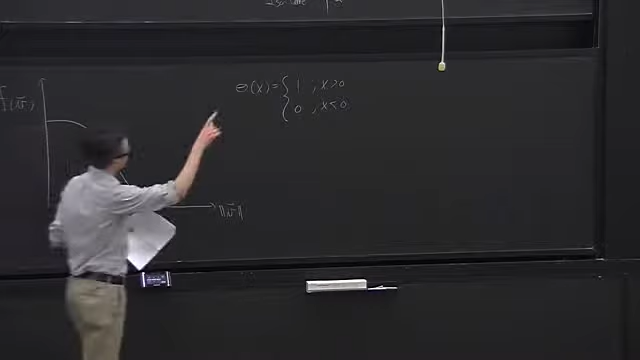 Θ(x) = { 1 , x>0
0 , x<0
(w⃗)
||w⃗||